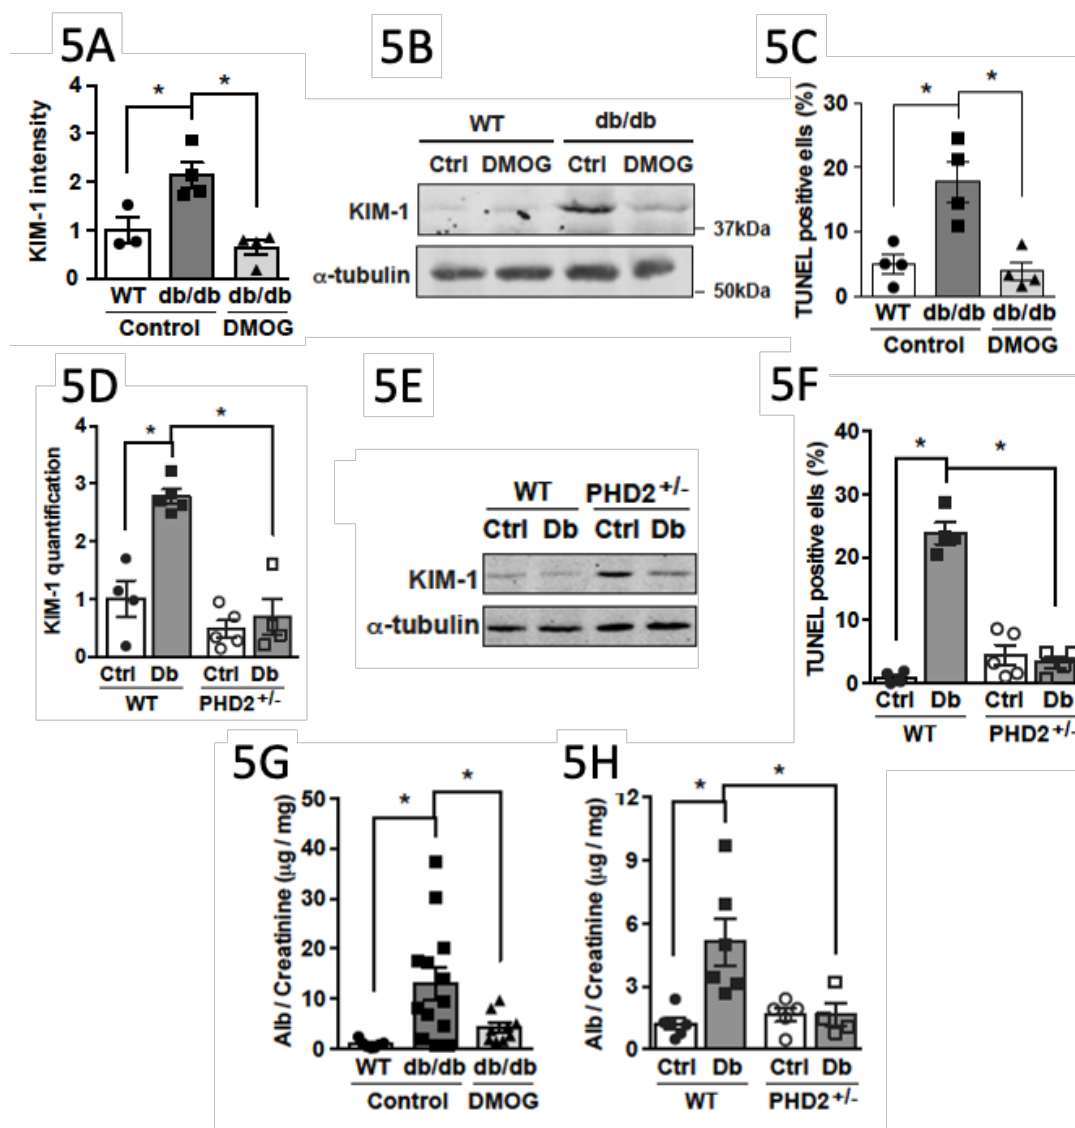 5A
KIM-1 intensity
4
3
2
1
0
*
*
WT db/db db/db
Control DMOG
5B
WT db/db
Ctrl DMOG Ctrl DMOG
KIM-1
37kDa
α-tubulin
50kDa
5C
TUNEL positive ells (%)
30
20
10
0
*
*
WT db/db db/db
Control DMOG
5D
KIM-1 quantification
4
3
2
1
0
*
*
Ctrl Db Ctrl Db
WT PHD2+/-
5E
WT PHD2+/-
Ctrl Db Ctrl Db
KIM-1
α-tubulin
5F
TUNEL positive ells (%)
40
30
20
10
0
*
*
Ctrl Db Ctrl Db
WT PHD2+/-
5G
Alb / Creatinine (µg / mg)
50
40
30
20
10
0
*
*
WT db/db db/db
Control DMOG
5H
Alb / Creatinine (µg / mg)
12
9
6
3
0
*
*
Ctrl Db Ctrl Db
WT PHD2+/-